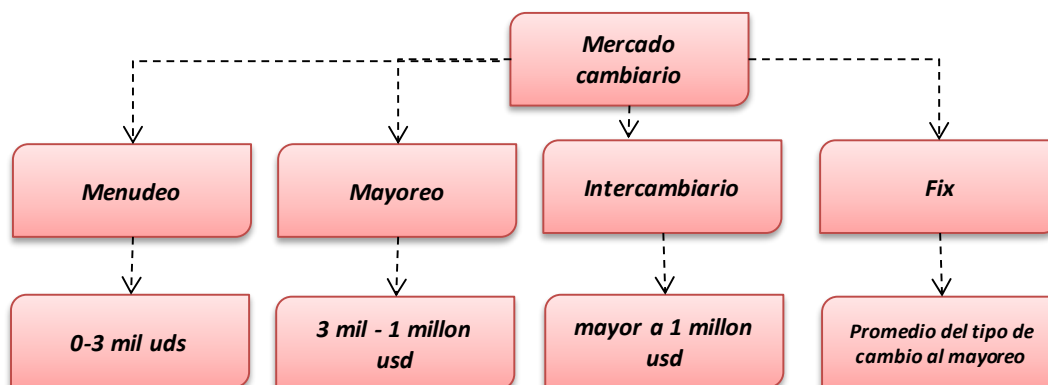 Mercado
cambiario
Menudeo
Mayoreo
Intercambiario
Fix
0-3 mil uds
3 mil - 1 millon
usd
mayor a 1 millon
usd
Promedio del tipo de
cambio al mayoreo